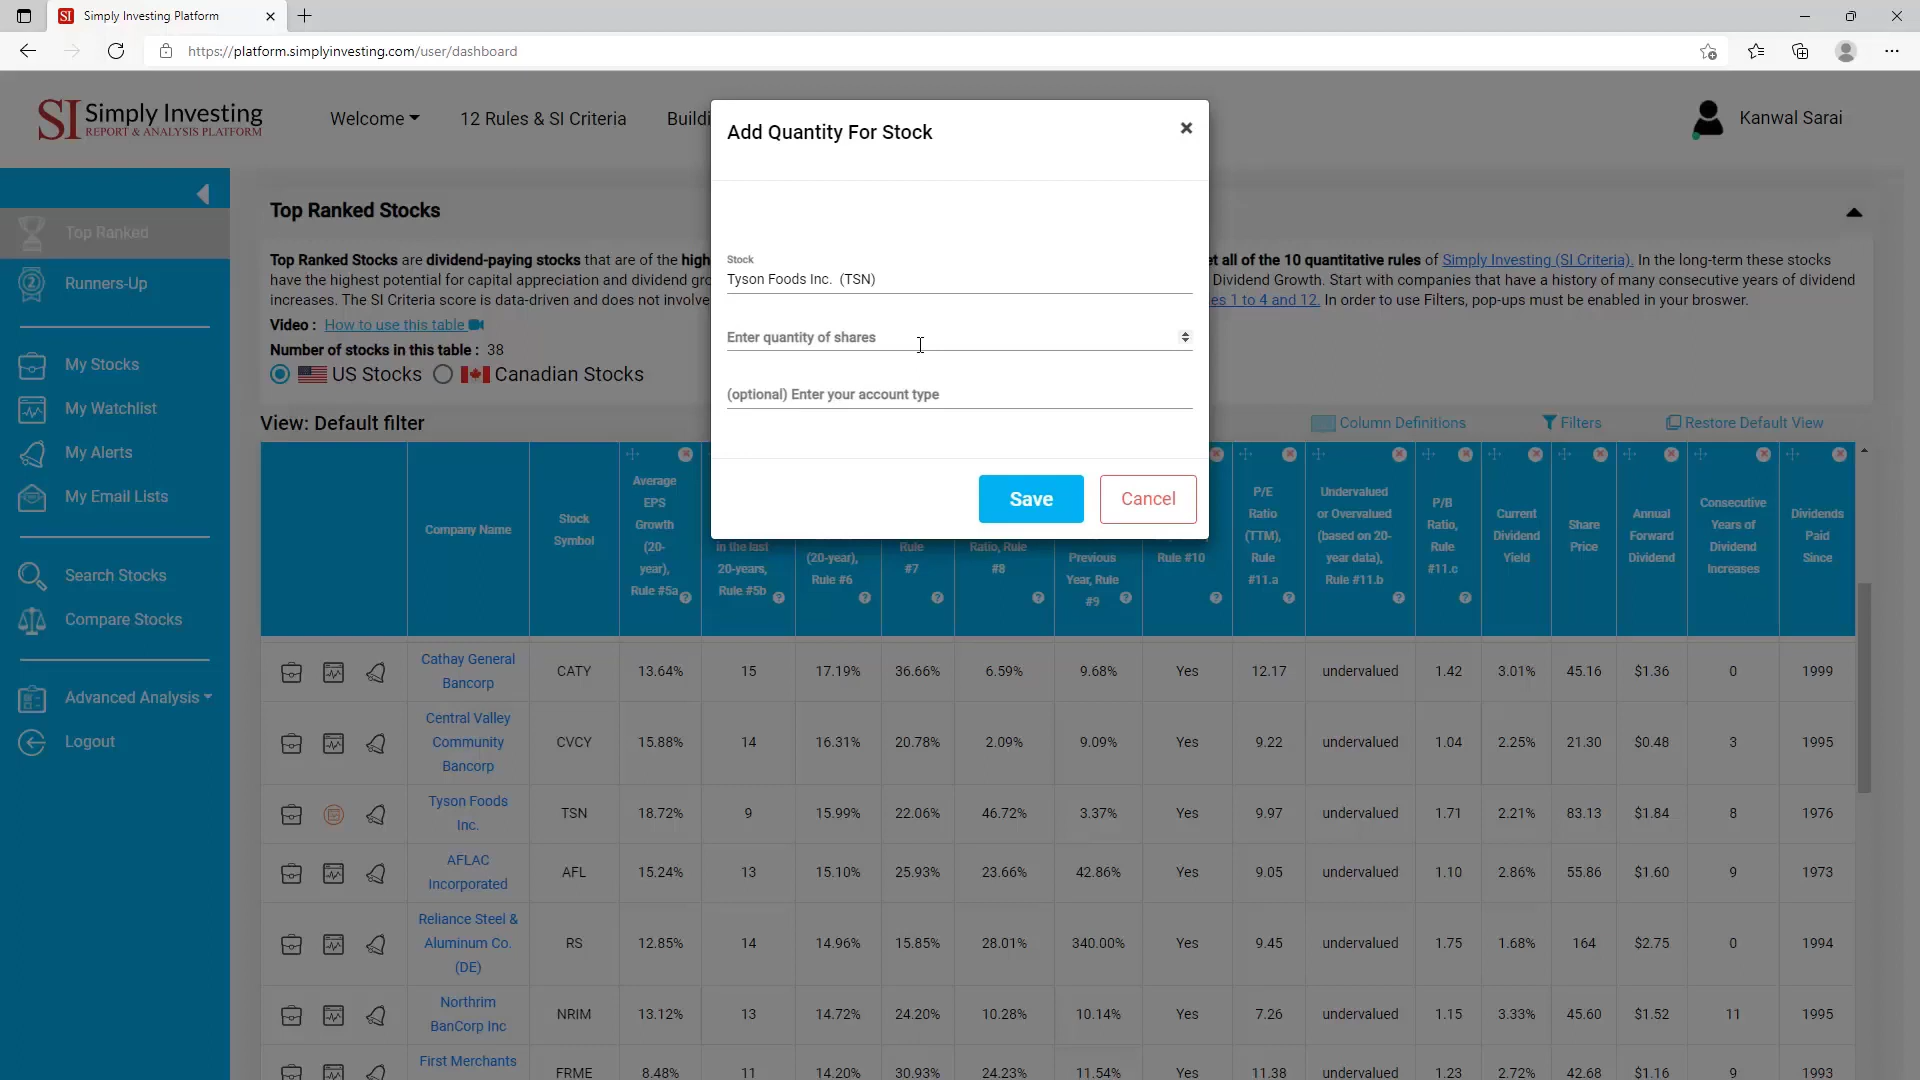 Simply Investing Platform
https://platform.simplyinvesting.com/user/dashboard
SI Simply Investing
REPORT & ANALYSIS PLATFORM
Welcome
12 Rules & SI Criteria
Buildi
Kanwal Sarai
Add Quantity For Stock
Stock
Tyson Foods Inc. (TSN)
Enter quantity of shares
(optional) Enter your account type
Save
Cancel
Top Ranked
Runners-Up
My Stocks
My Watchlist
My Alerts
My Email Lists
Search Stocks
Compare Stocks
Advanced Analysis
Logout
Top Ranked Stocks
Top Ranked Stocks are dividend-paying stocks that are of the high et all of the 10 quantitative rules of Simply Investing (SI Criteria). In the long-term these stocks
have the highest potential for capital appreciation and dividend gro Dividend Growth. Start with companies that have a history of many consecutive years of dividend
increases. The SI Criteria score is data-driven and does not involve es 1 to 4 and 12. In order to use Filters, pop-ups must be enabled in your broswer.
Video : How to use this table
Number of stocks in this table : 38
US Stocks Canadian Stocks
View: Default filter
Column Definitions
Filters
Restore Default View
Company Name
Stock
Symbol
Average
EPS
Growth
(20-
year),
Rule #5a
in the last
20-years,
Rule #5b
(20-year),
Rule #6
Rule
#7
Ratio, Rule
#8
Previous
Year, Rule
#9
Rule #10
P/E
Ratio
(TTM),
Rule
#11.a
Undervalued
or Overvalued
(based on 20-
year data),
Rule #11.b
P/B
Ratio,
Rule
#11.c
Current
Dividend
Yield
Share
Price
Annual
Forward
Dividend
Consecutive
Years of
Dividend
Increases
Dividends
Paid
Since
Cathay General
Bancorp
CATY 13.64% 15 17.19% 36.66% 6.59% 9.68% Yes 12.17 undervalued 1.42 3.01% 45.16 $1.36 0 1999
Central Valley
Community
Bancorp
CVCY 15.88% 14 16.31% 20.78% 2.09% 9.09% Yes 9.22 undervalued 1.04 2.25% 21.30 $0.48 3 1995
Tyson Foods
Inc.
TSN 18.72% 9 15.99% 22.06% 46.72% 3.37% Yes 9.97 undervalued 1.71 2.21% 83.13 $1.84 8 1976
AFLAC
Incorporated
AFL 15.24% 13 15.10% 25.93% 23.66% 42.86% Yes 9.05 undervalued 1.10 2.86% 55.86 $1.60 9 1973
Reliance Steel &
Aluminum Co.
(DE)
RS 12.85% 14 14.96% 15.85% 28.01% 340.00% Yes 9.45 undervalued 1.75 1.68% 164 $2.75 0 1994
Northrim
BanCorp Inc
NRIM 13.12% 13 14.72% 24.20% 10.28% 10.14% Yes 7.26 undervalued 1.15 3.33% 45.60 $1.52 11 1995
First Merchants
FRME 8.48% 11 14.20% 30.93% 24.23% 11.54% Yes 11.38 undervalued 1.23 2.72% 42.68 $1.16 9 1993